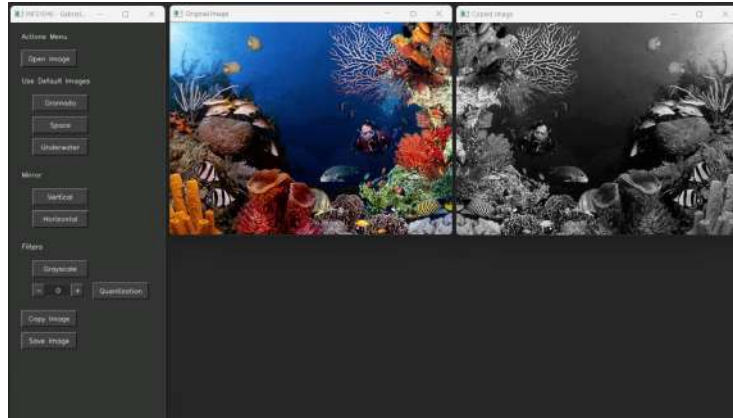 Original Image
Copied Image
Actions Menu
Open Image
Use Default Images
Gramado
Space
Underwater
Mirror
Vertical
Horizontal
Filters
Grayscale
- 0 +
Quantization
Copy Image
Save Image